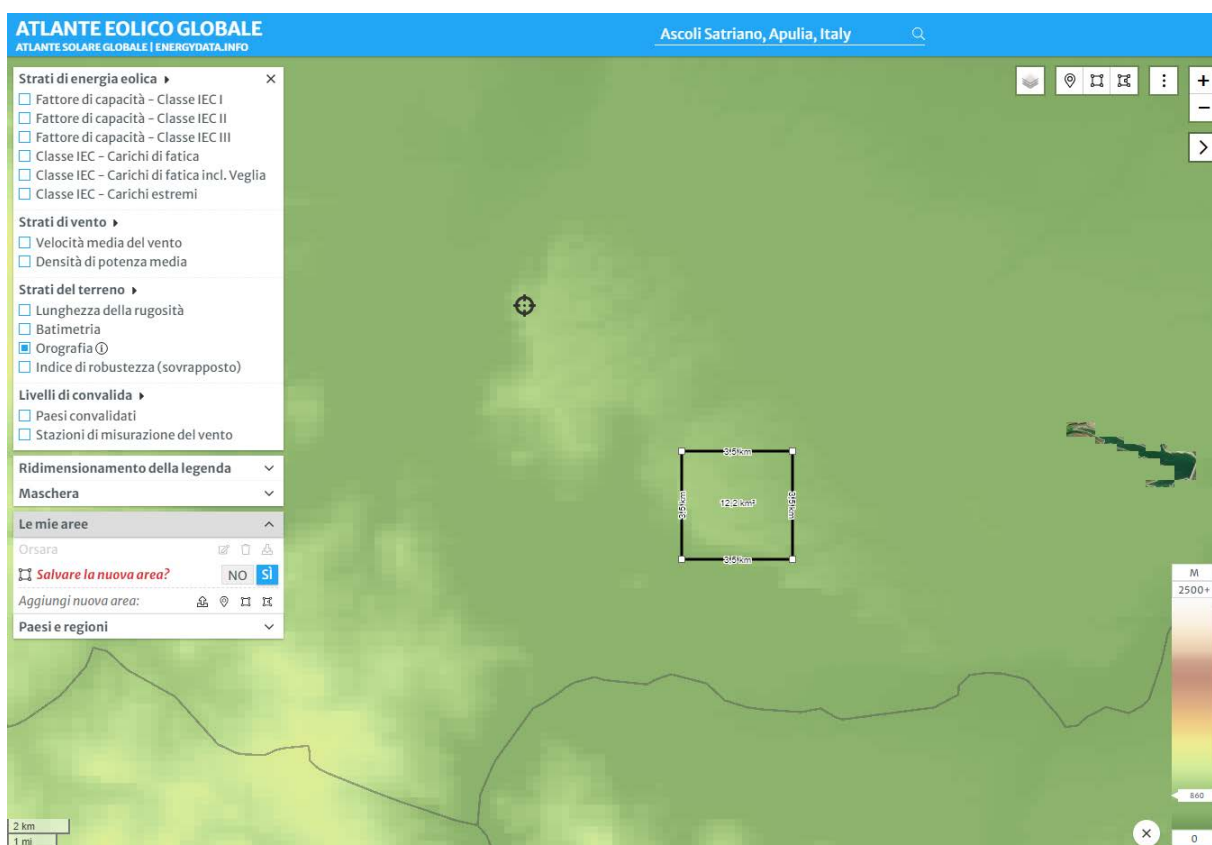 ATLANTE EOLICO GLOBALE
ATLANTE SOLARE GLOBALE | ENERGYDATA.INFO
Ascoli Satriano, Apulia, Italy
Strati di energia eolica
Fattore di capacità – Classe IEC I
Fattore di capacità – Classe IEC II
Fattore di capacità – Classe IEC III
Classe IEC – Carichi di fatica
Classe IEC – Carichi di fatica incl. Veglia
Classe IEC – Carichi estremi
Strati di vento
Velocità media del vento
Densità di potenza media
Strati del terreno
Lunghezza della rugosità
Batimetria
Orografia
Indice di robustezza (sovrapposto)
Livelli di convalida
Paesi convalidati
Stazioni di misurazione del vento
Ridimensionamento della legenda
Maschera
Le mie aree
Orsara
Salvare la nuova area? NO SÌ
Aggiungi nuova area:
Paesi e regioni
3.5 km
3.5 km
12.2 km²
3.5 km
3.5 km
M
2500+
860
0
2 km
1 mi